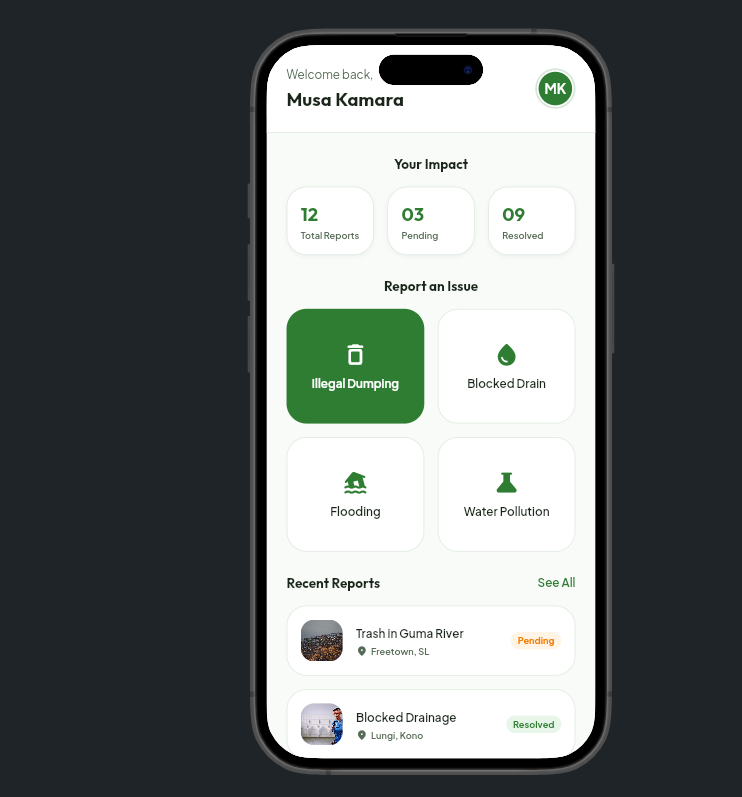 Welcome back,
Musa Kamara
MK
Your Impact
12
Total Reports
03
Pending
09
Resolved
Report an Issue
Illegal Dumping
Blocked Drain
Flooding
Water Pollution
Recent Reports
See All
Trash in Guma River
Freetown, SL
Pending
Blocked Drainage
Lungi, Kono
Resolved